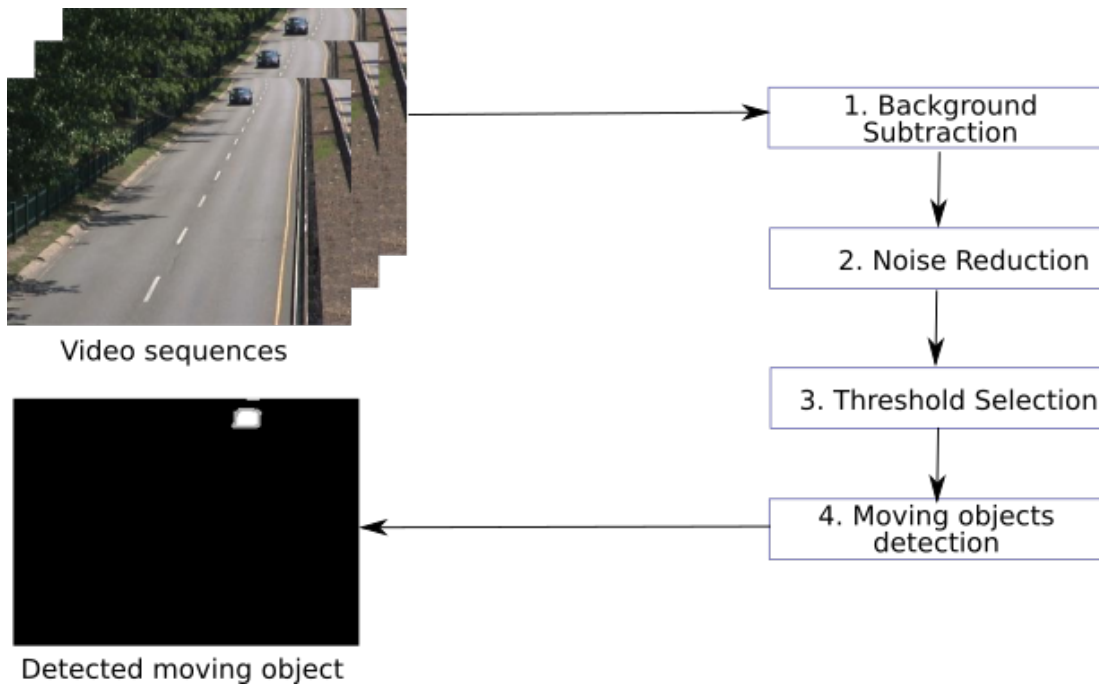 1. Background
Subtraction
2. Noise Reduction
Video sequences
3. Threshold Selection
4. Moving objects
detection
Detected moving object